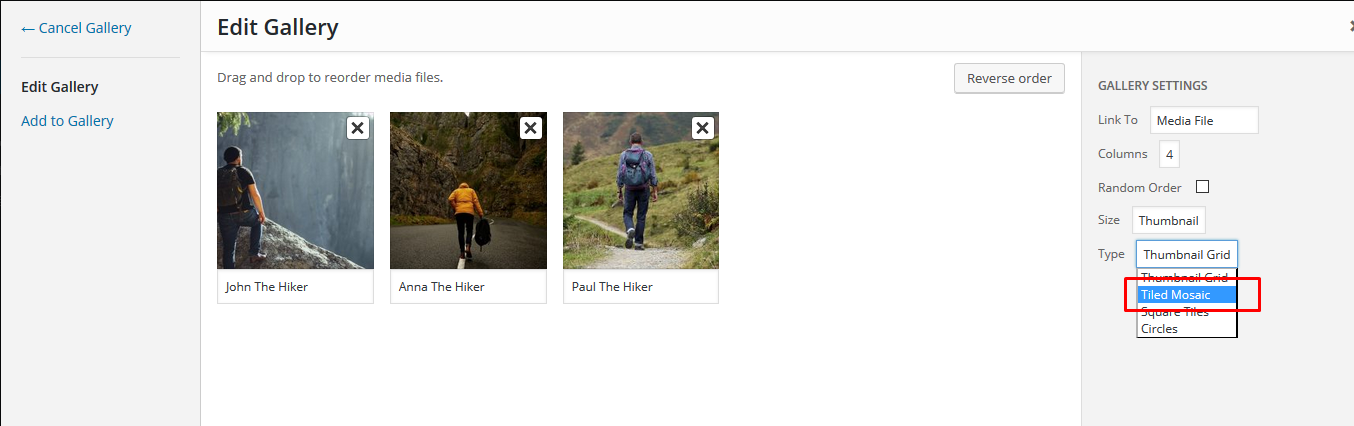 ← Cancel Gallery
Edit Gallery
Add to Gallery
Edit Gallery
Drag and drop to reorder media files.
Reverse order
John The Hiker
Anna The Hiker
Paul The Hiker
GALLERY SETTINGS
Link To Media File
Columns 4
Random Order
Size Thumbnail
Type Thumbnail Grid
Thumbnail Grid
Tiled Mosaic
Square Tiles
Circles